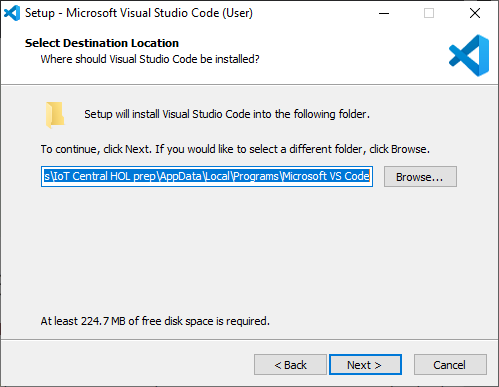 Setup - Microsoft Visual Studio Code (User)
Select Destination Location
Where should Visual Studio Code be installed?
Setup will install Visual Studio Code into the following folder.
To continue, click Next. If you would like to select a different folder, click Browse.
s\IoT Central HOL prep\AppData\Local\Programs\Microsoft VS Code
Browse...
At least 224.7 MB of free disk space is required.
< Back
Next >
Cancel